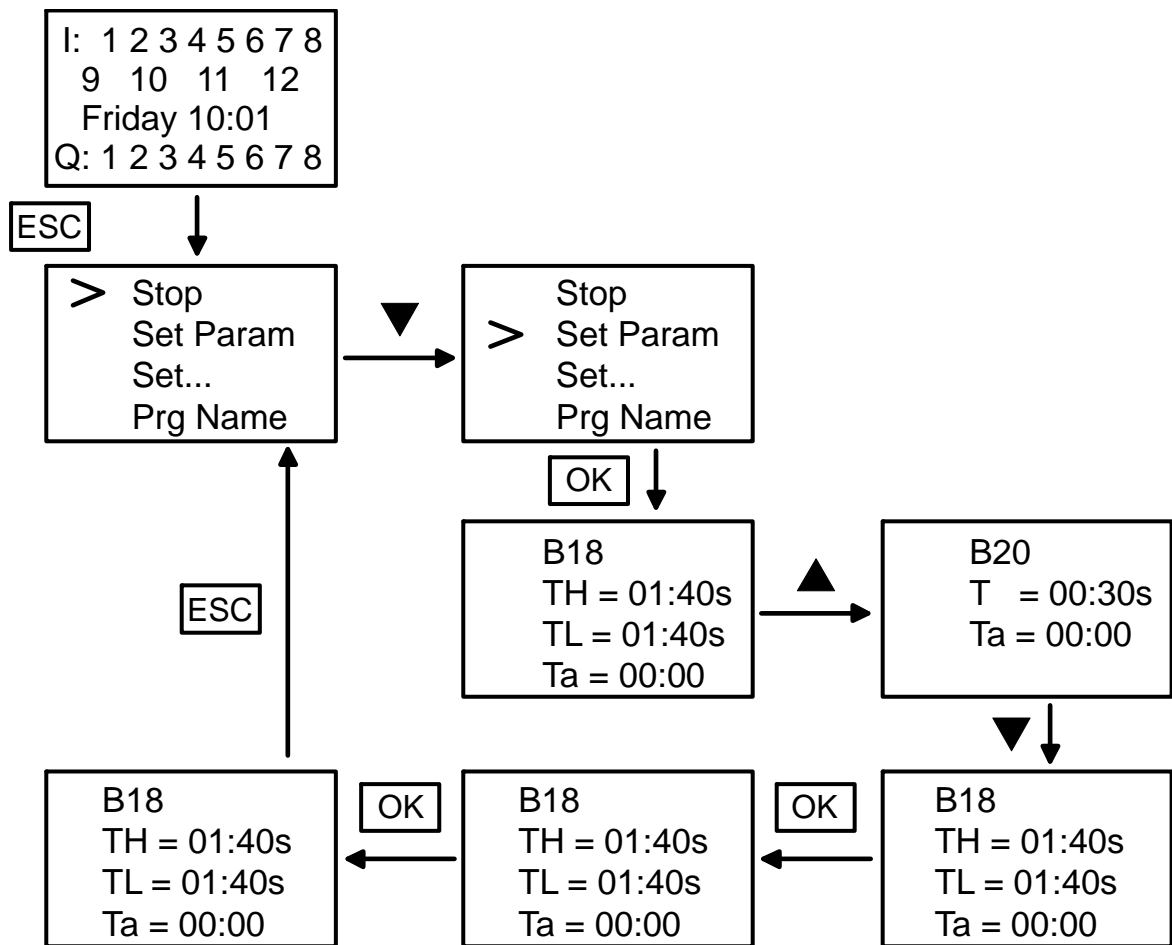 I: 1 2 3 4 5 6 7 8
9 10 11 12
Friday 10:01
Q: 1 2 3 4 5 6 7 8
ESC
> Stop
Set Param
Set...
Prg Name
▼
Stop
> Set Param
Set...
Prg Name
OK
B18
TH = 01:40s
TL = 01:40s
Ta = 00:00
▲
B20
T = 00:30s
Ta = 00:00
▼
B18
TH = 01:40s
TL = 01:40s
Ta = 00:00
OK
B18
TH = 01:40s
TL = 01:40s
Ta = 00:00
OK
B18
TH = 01:40s
TL = 01:40s
Ta = 00:00
ESC